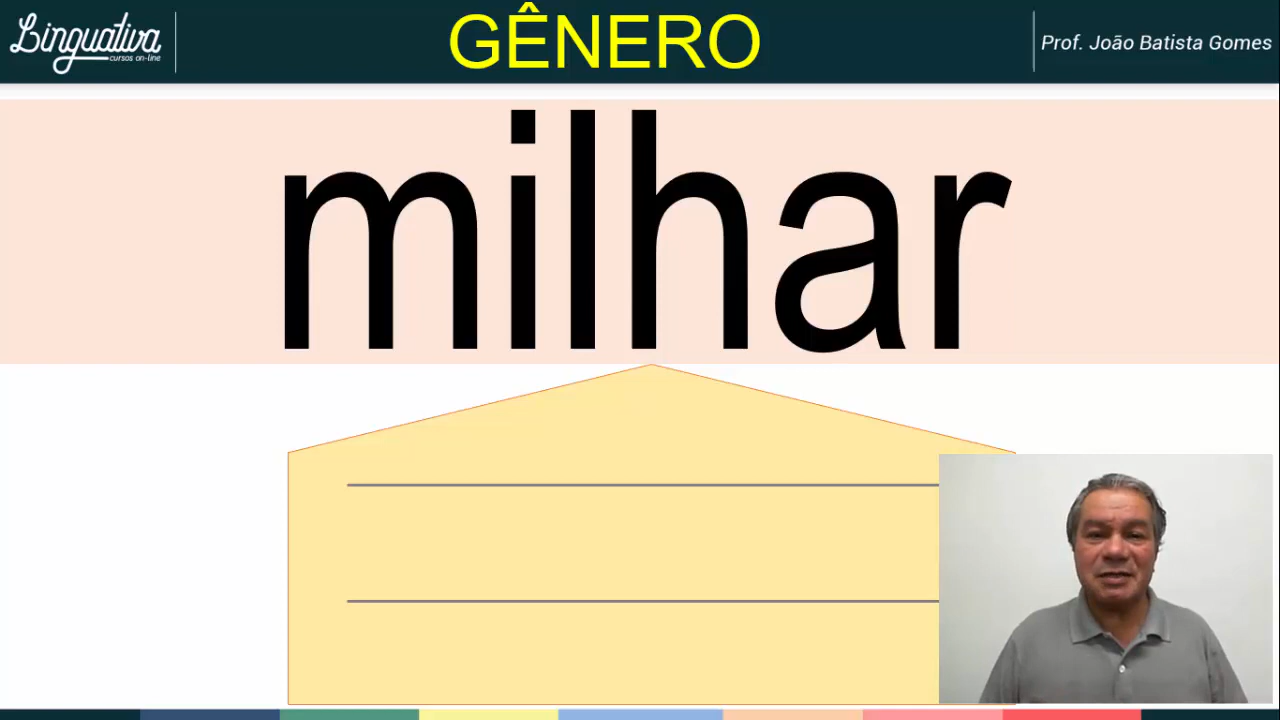 Linguativa
cursos on-line
GÊNERO
Prof. João Batista Gomes
milhar